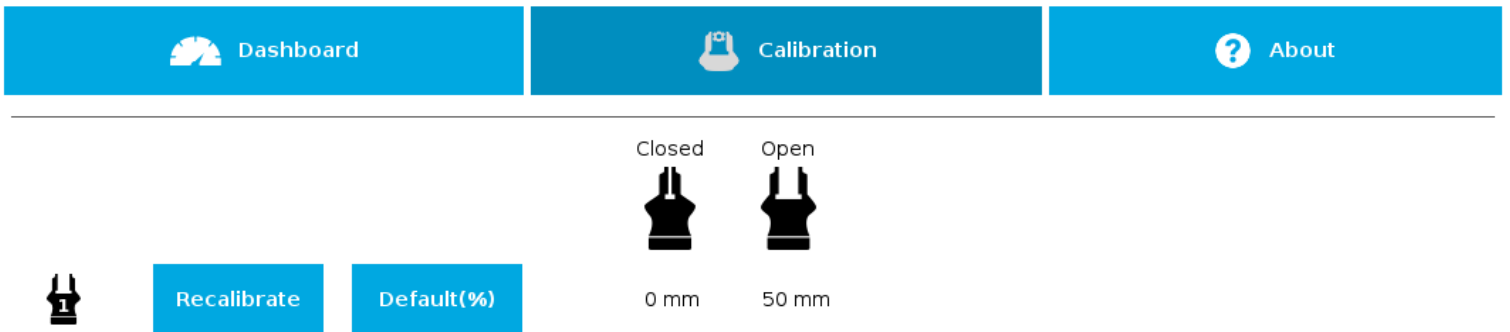 Dashboard
Calibration
? About
Closed Open
1 Recalibrate Default(%) 0 mm 50 mm